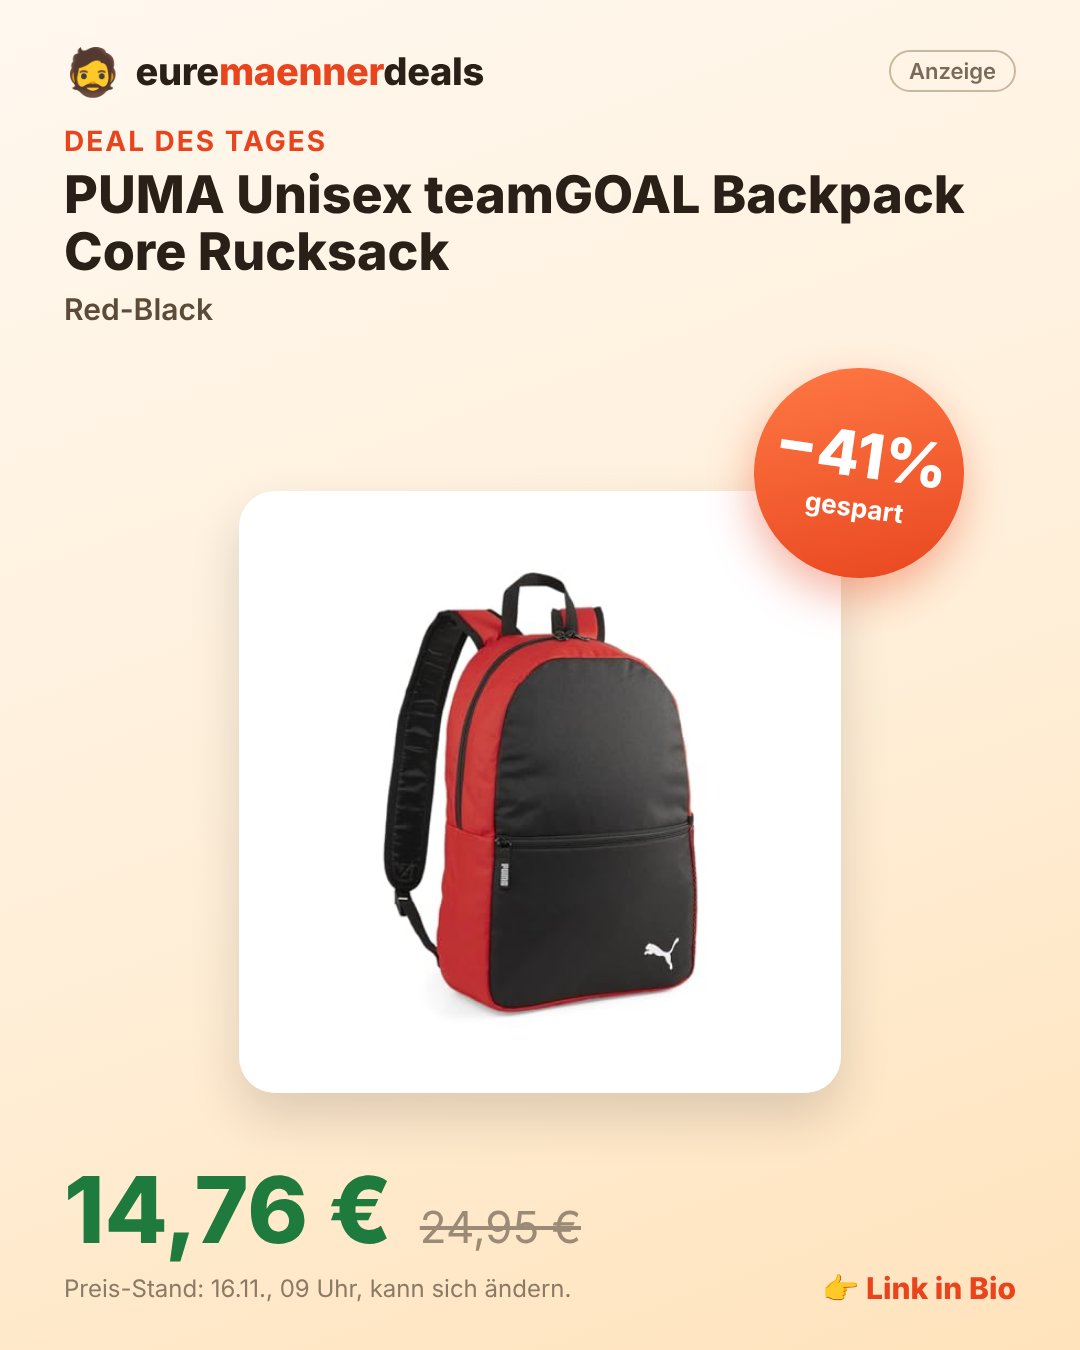 euremaennerdeals
Anzeige
DEAL DES TAGES
PUMA Unisex teamGOAL Backpack
Core Rucksack
Red-Black
−41%
gespart
PUMA
14,76 € 24,95 €
Preis-Stand: 16.11., 09 Uhr, kann sich ändern.
👉 Link in Bio